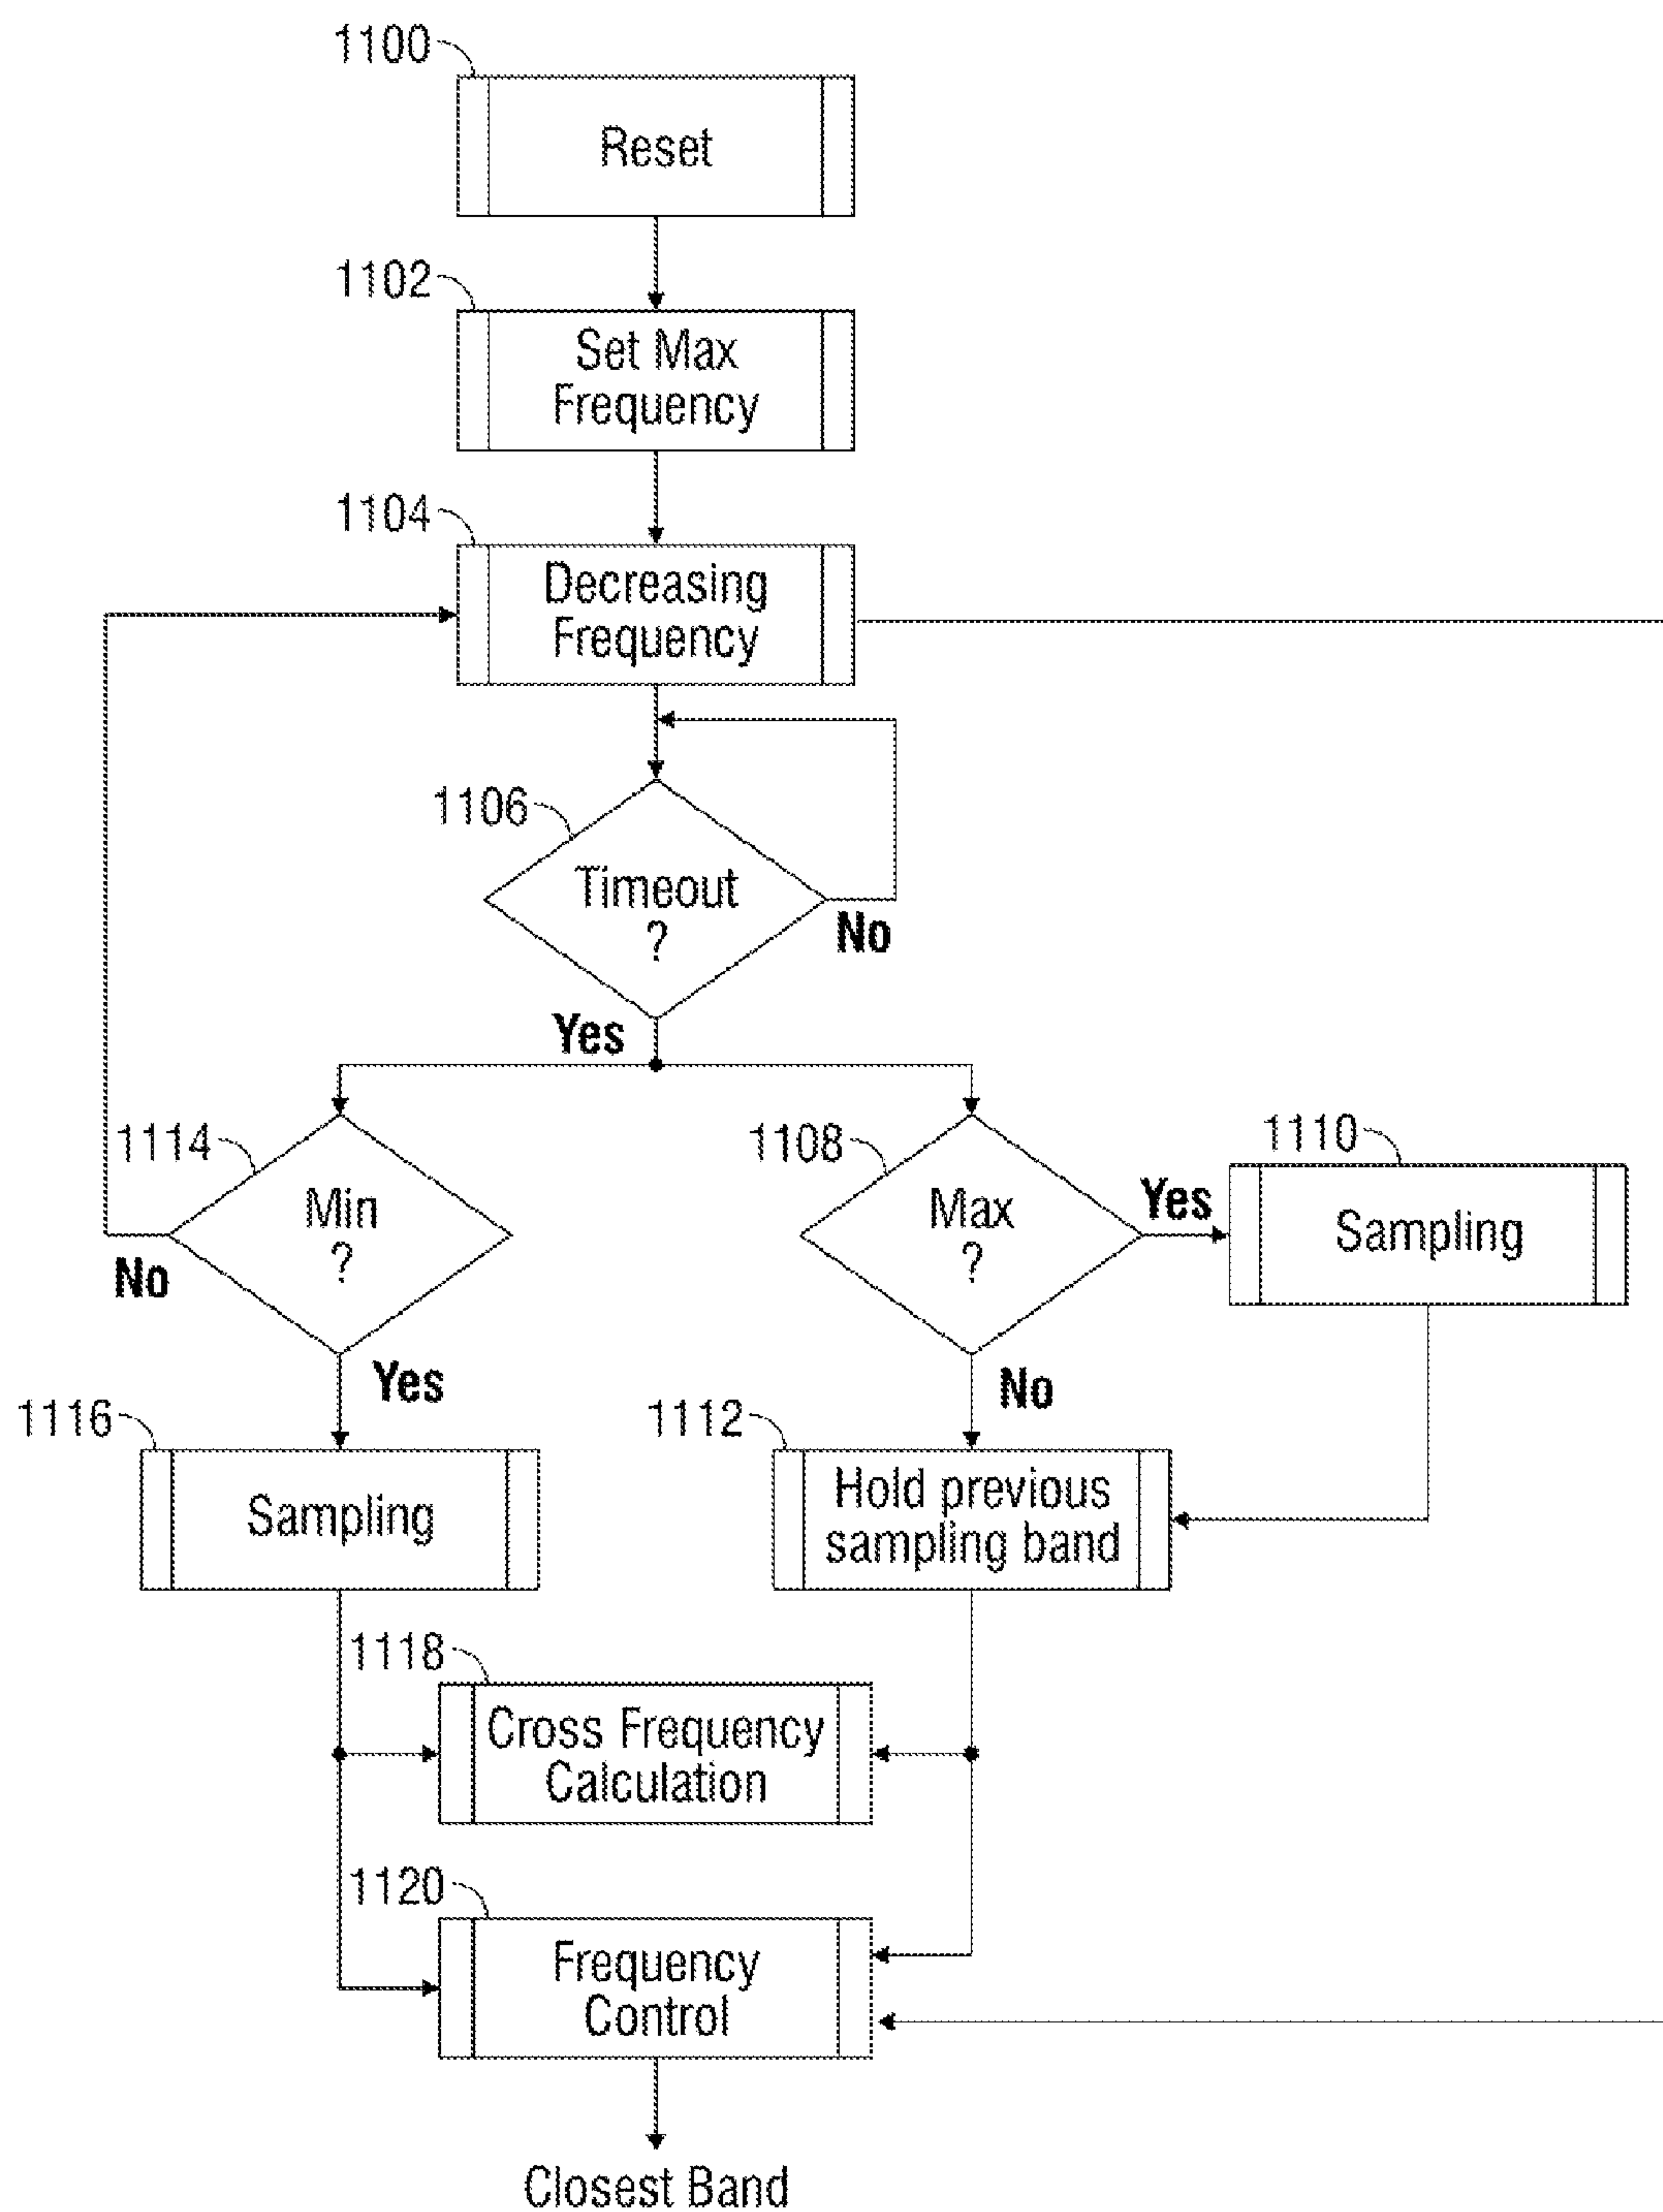 1100
Reset
1102
Set Max
Frequency
1104
Decreasing
Frequency
1106
Timeout
?
No
Yes
1114
Min
?
No
Yes
1108
Max
?
Yes
No
1110
Sampling
1116
Sampling
1112
Hold previous
sampling band
1118
Cross Frequency
Calculation
1120
Frequency
Control
Closest Band